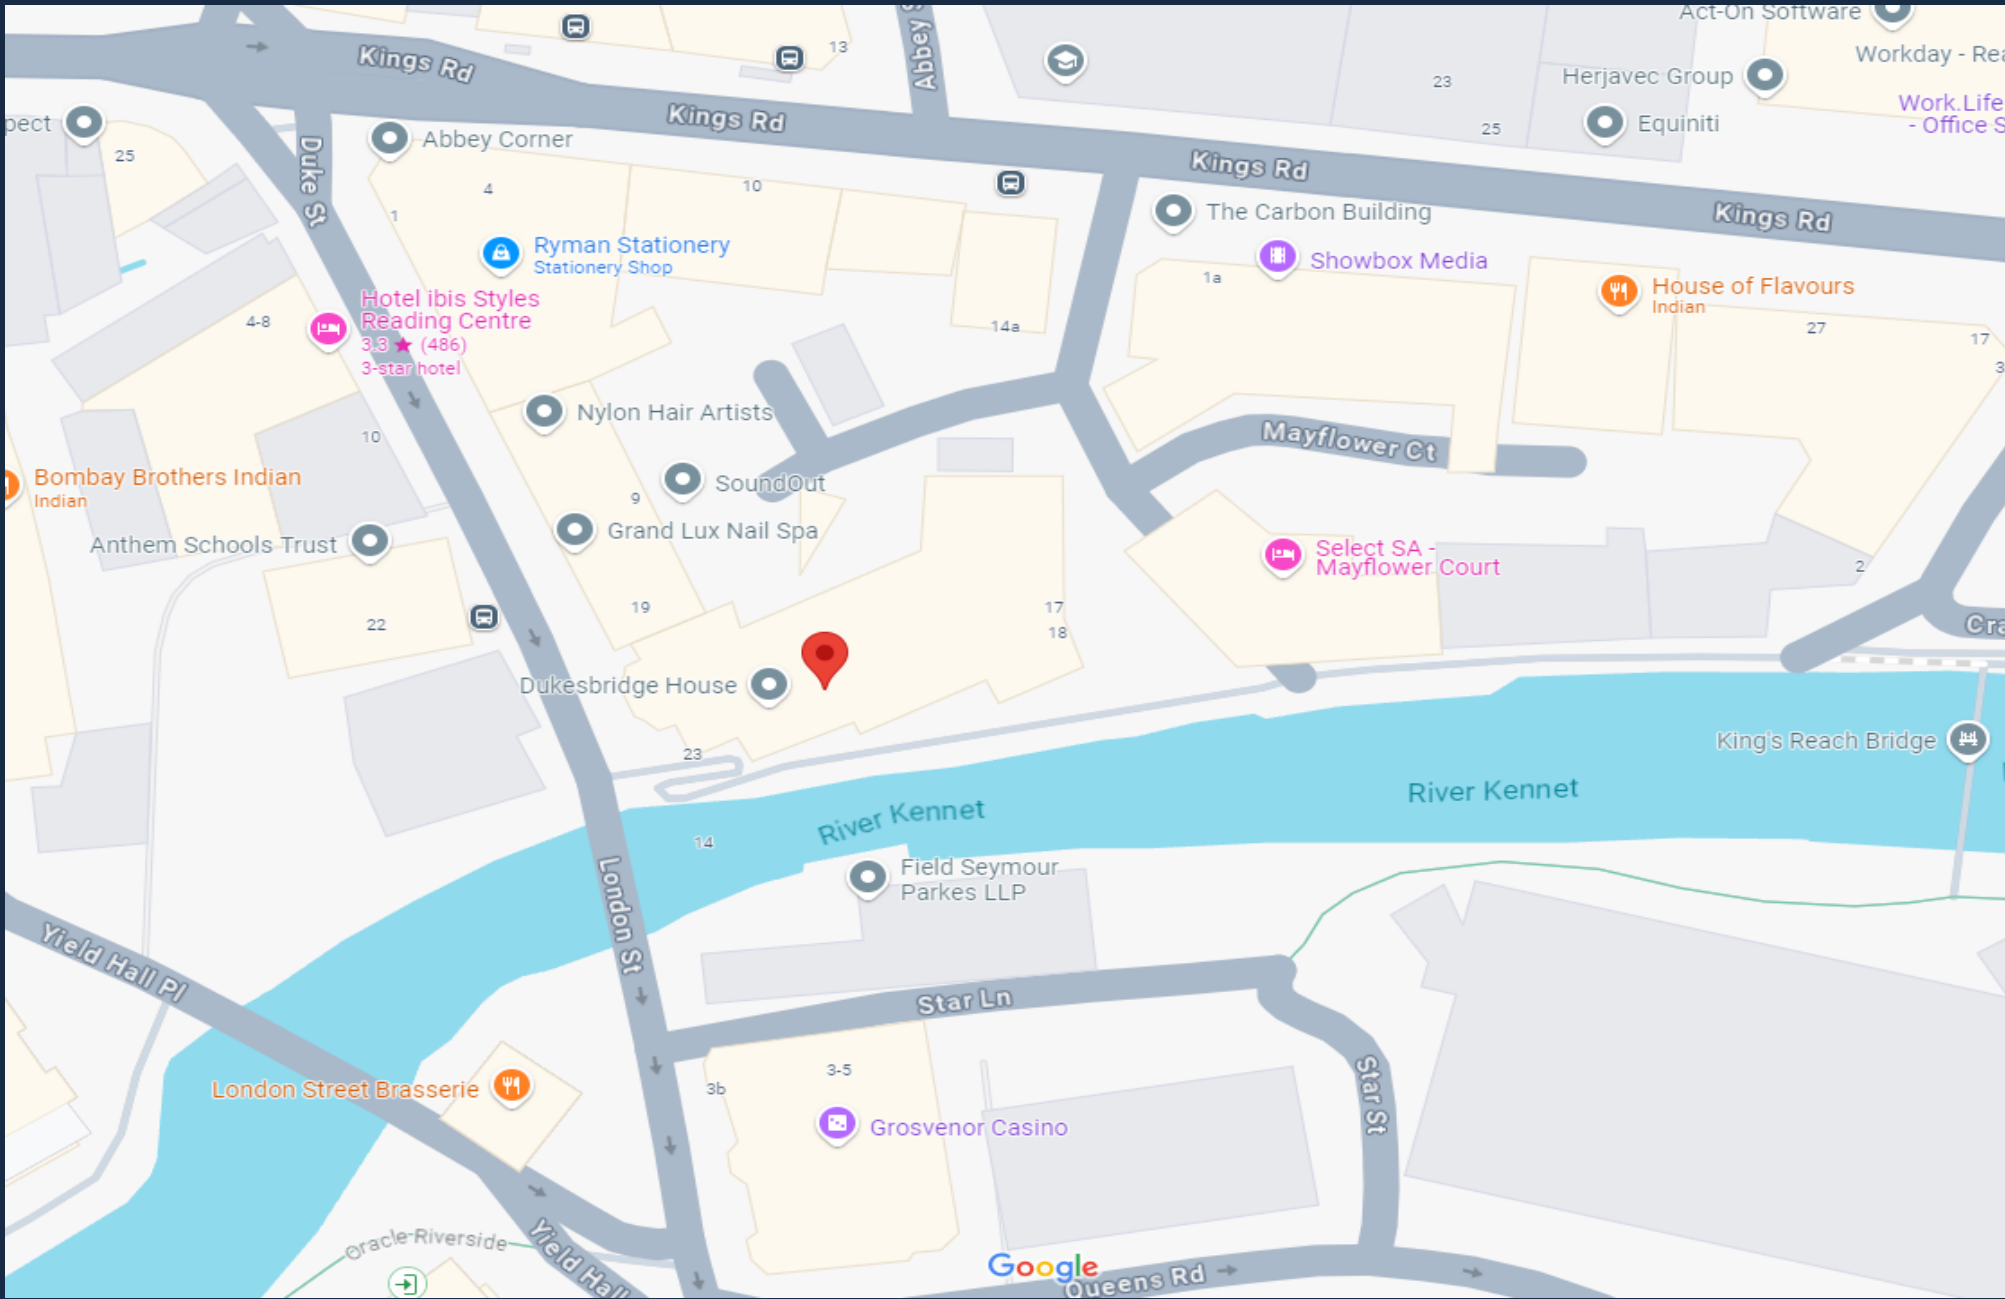 Act-On Software
Kings Rd
13
Abbey S
Workday - Rea
Herjavec Group
23
Work.Life
- Office S
pect
Kings Rd
Equiniti
25
25
Duke St
Abbey Corner
Kings Rd
4
10
1
The Carbon Building
Kings Rd
Ryman Stationery
Stationery Shop
Showbox Media
1a
House of Flavours
Indian
Hotel ibis Styles
Reading Centre
3.3 ★ (486)
3-star hotel
4-8
14a
27
17
3
Nylon Hair Artists
10
Mayflower Ct
Bombay Brothers Indian
Indian
SoundOut
9
Grand Lux Nail Spa
Anthem Schools Trust
Select SA -
Mayflower Court
2
19
17
18
22
Cra
Dukesbridge House
23
King's Reach Bridge
River Kennet
River Kennet
14
Field Seymour
Parkes LLP
London St
Yield Hall Pl
Star Ln
3-5
3b
London Street Brasserie
Grosvenor Casino
Star St
Oracle Riverside
Yield Hall
Google
Queens Rd